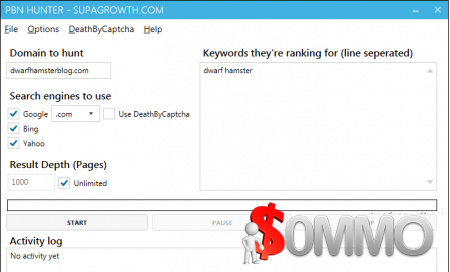 PBN HUNTER - SUPAGROWTH.COM
File Options DeathByCaptcha Help
Domain to hunt
dwarfhamsterblog.com
Search engines to use
Google .com Use DeathByCaptcha
Bing
Yahoo
Result Depth (Pages)
1000 Unlimited
Keywords they're ranking for (line seperated)
dwarf hamster
START PAUSE
Activity log
No activity yet
$OMMO